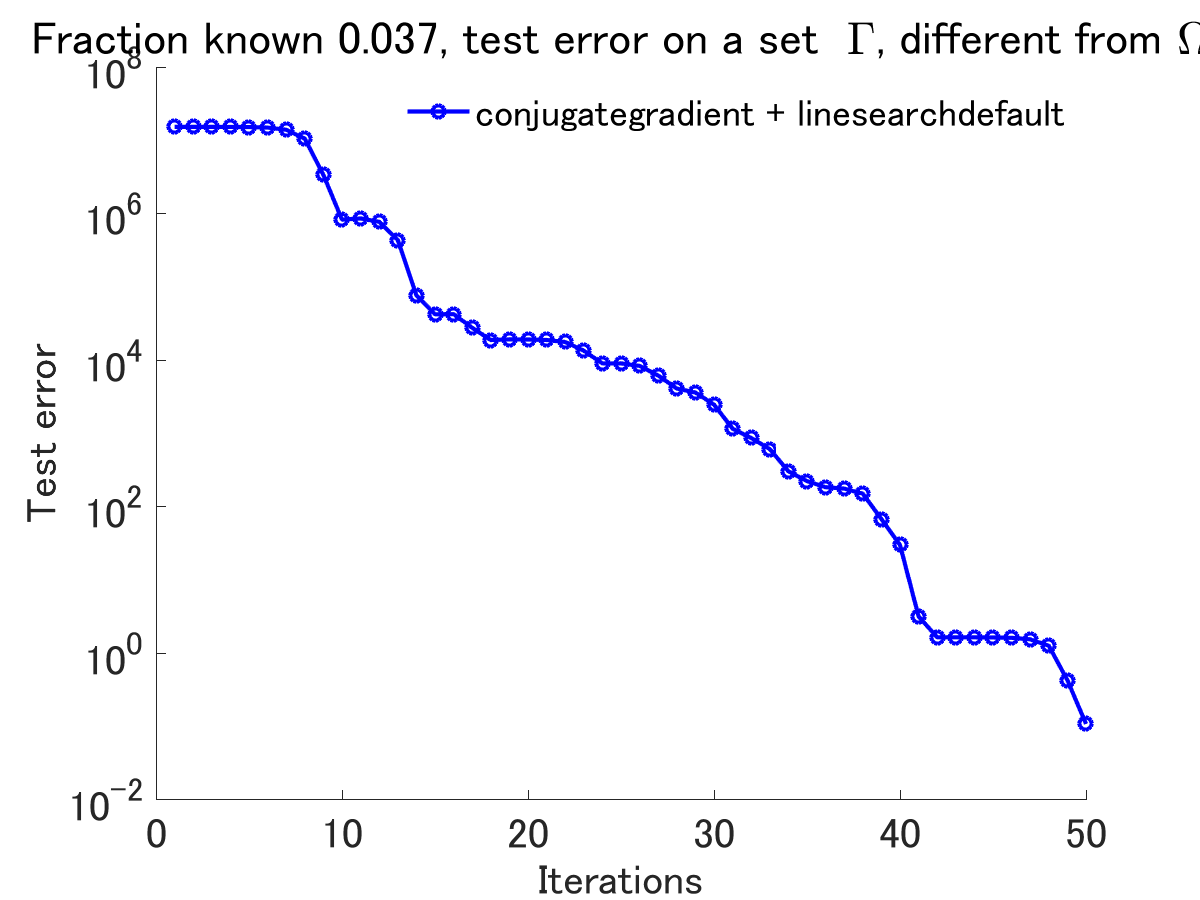 Fraction known 0.037, test error on a set Γ, different from Ω
10^8
conjugategradient + linesearchdefault
10^6
10^4
10^2
10^0
10^-2
Test error
0 10 20 30 40 50
Iterations